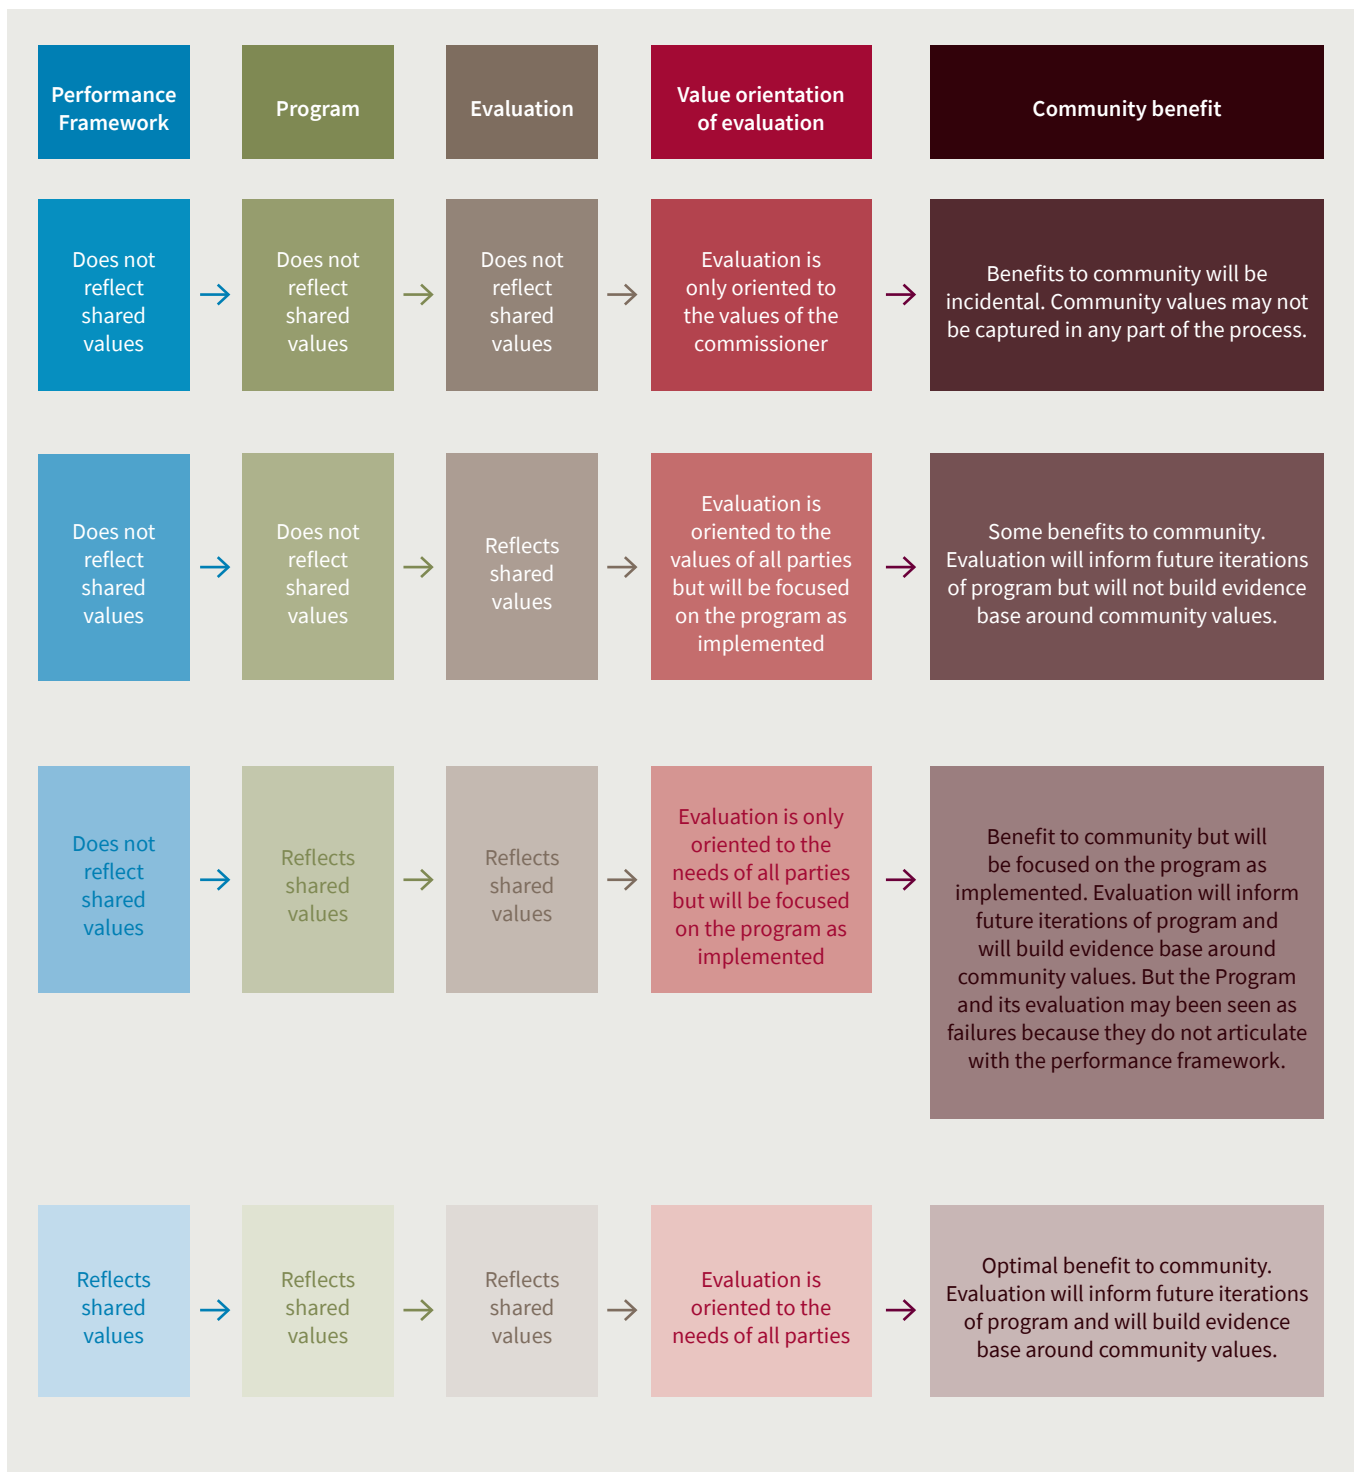 Performance
Framework
Program
Evaluation
Value orientation
of evaluation
Community benefit
Does not
reflect
shared
values
Does not
reflect
shared
values
Does not
reflect
shared
values
Evaluation is
only oriented to
the values of the
commissioner
Benefits to community will be
incidental. Community values may not
be captured in any part of the process.
Does not
reflect
shared
values
Does not
reflect
shared
values
Reflects
shared
values
Evaluation is
oriented to the
values of all parties
but will be focused
on the program as
implemented
Some benefits to community.
Evaluation will inform future iterations
of program but will not build evidence
base around community values.
Does not
reflect
shared
values
Reflects
shared
values
Reflects
shared
values
Evaluation is only
oriented to the
needs of all parties
but will be focused
on the program as
implemented
Benefit to community but will
be focused on the program as
implemented. Evaluation will inform
future iterations of program and
will build evidence base around
community values. But the Program
and its evaluation may been seen as
failures because they do not articulate
with the performance framework.
Reflects
shared
values
Reflects
shared
values
Reflects
shared
values
Evaluation is
oriented to the
needs of all parties
Optimal benefit to community.
Evaluation will inform future iterations
of program and will build evidence
base around community values.